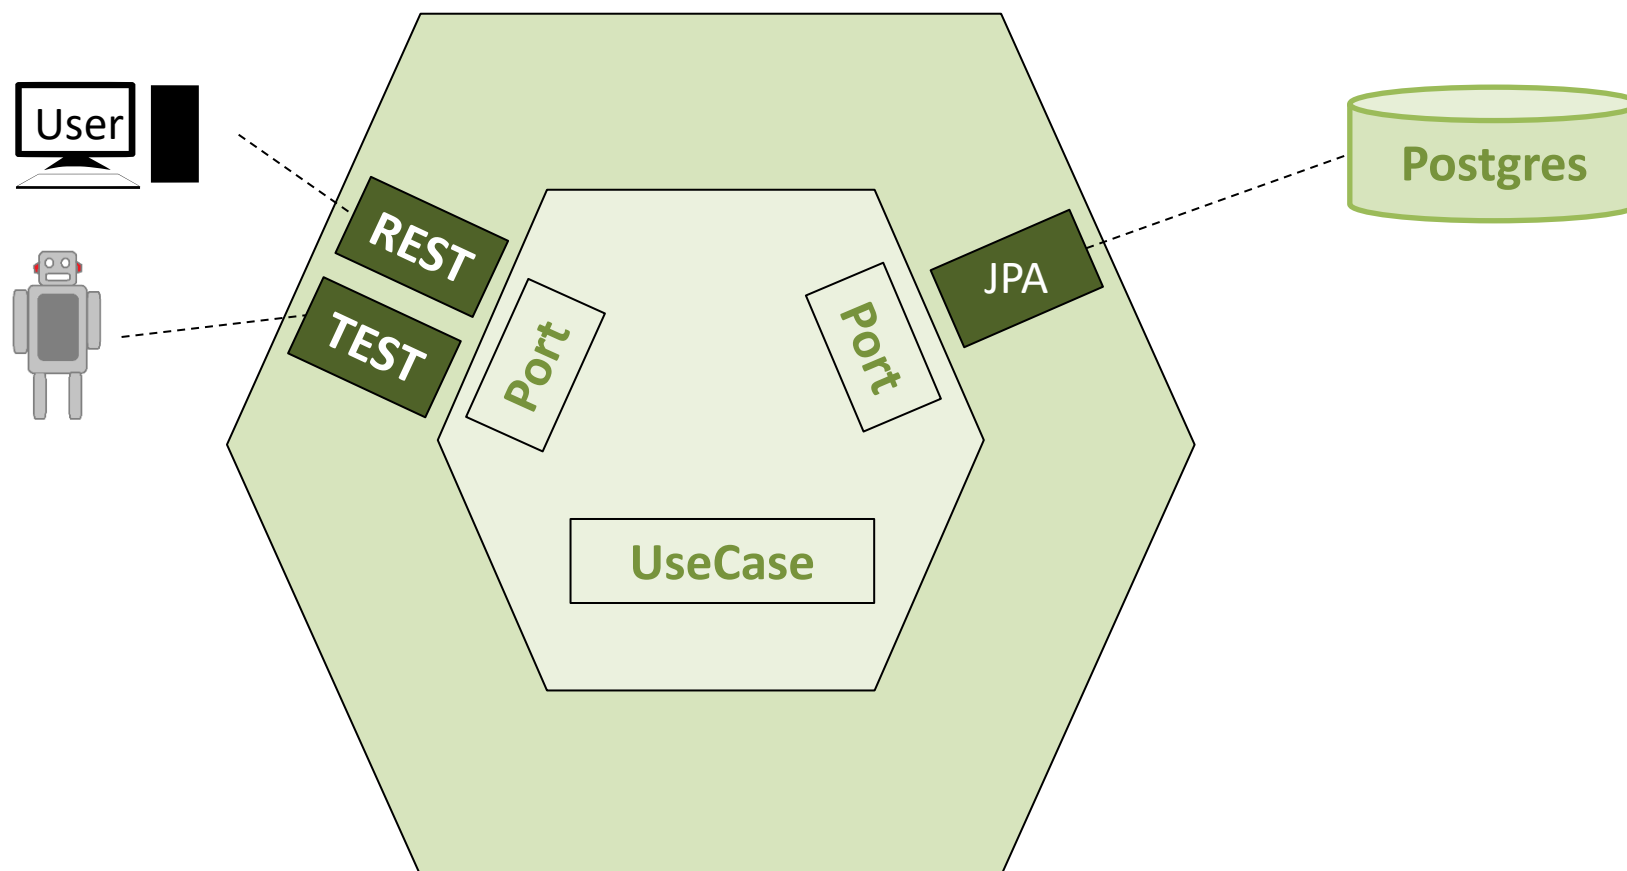 User
Postgres
REST
JPA
TEST
Port
Port
UseCase